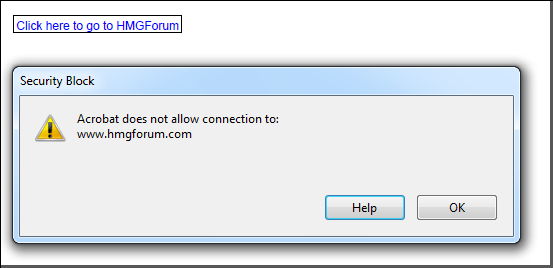 Click here to go to HMGForum
Security Block
Acrobat does not allow connection to:
www.hmgforum.com
Help
OK